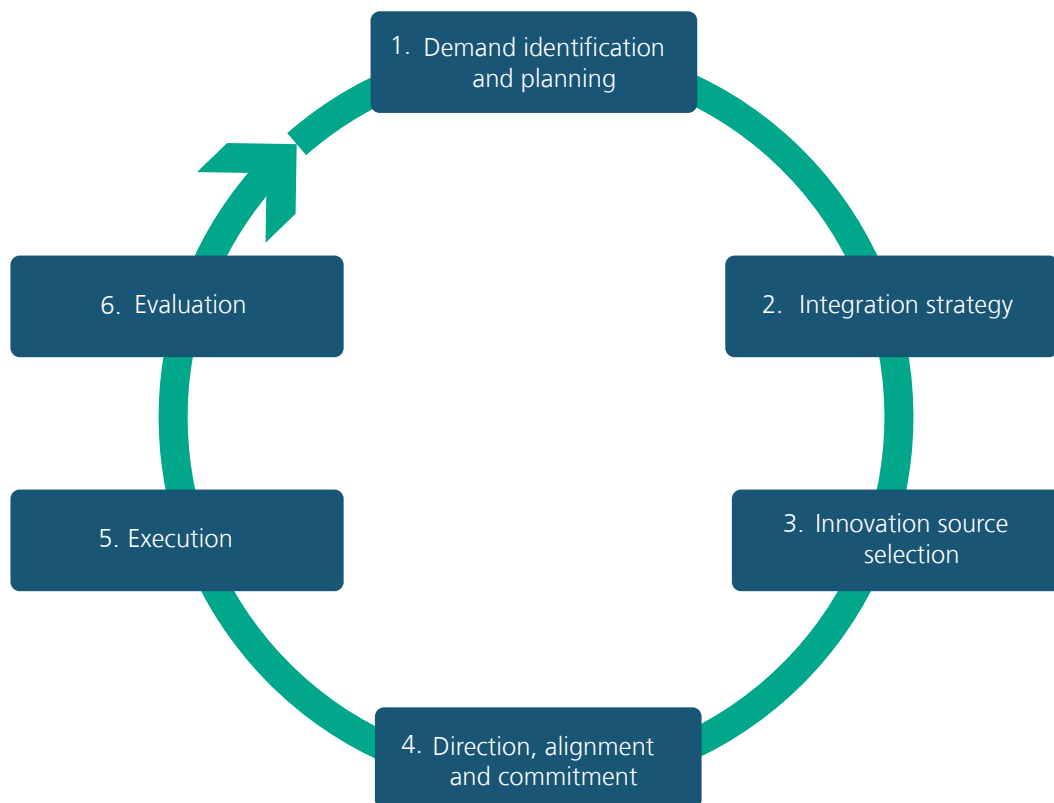 1. Demand identification
and planning
2. Integration strategy
3. Innovation source
selection
4. Direction, alignment
and commitment
5. Execution
6. Evaluation